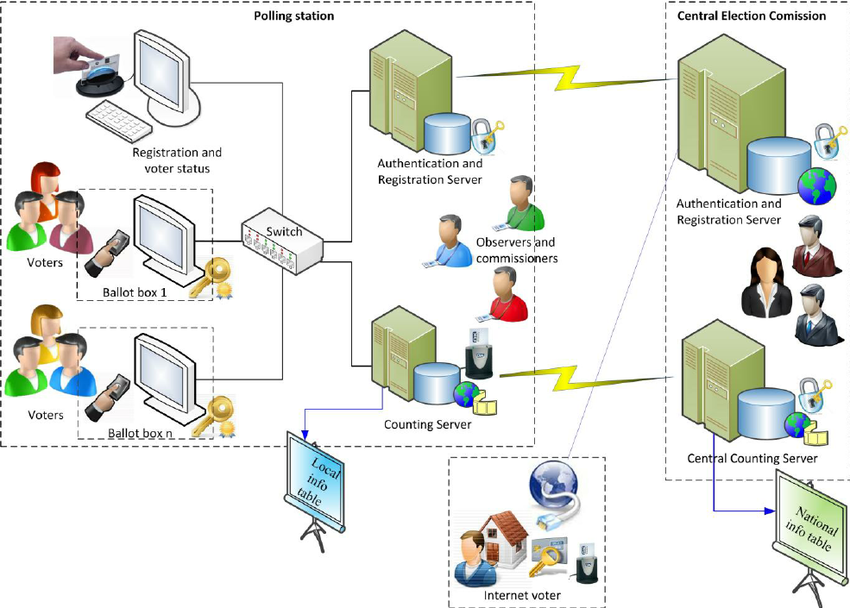 Polling station
Central Election Comission
Registration and
voter status
Authentication and
Registration Server
Authentication and
Registration Server
Switch
Voters
Ballot box 1
Observers and
commissioners
Voters
Ballot box n
Counting Server
Central Counting Server
Local
info
table
National
info table
Internet voter